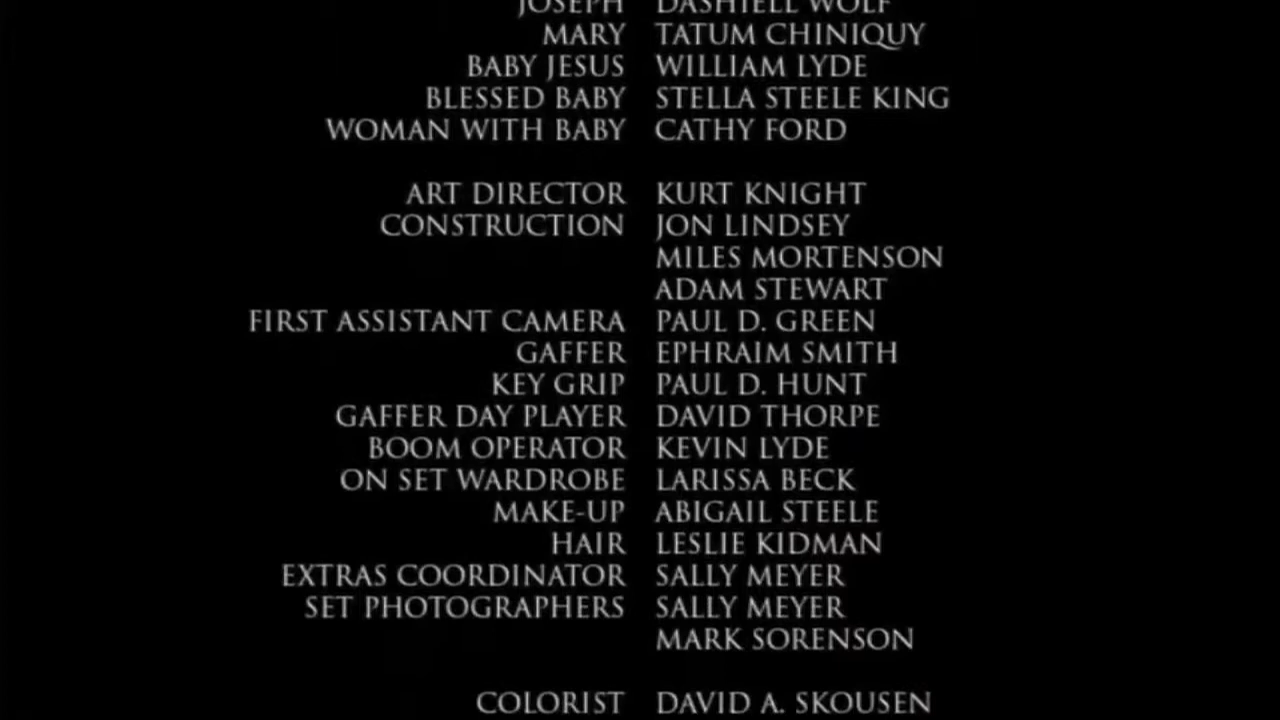 JOSEPH DASHIELL WOLF
MARY TATUM CHINIQUY
BABY JESUS WILLIAM LYDE
BLESSED BABY STELLA STEELE KING
WOMAN WITH BABY CATHY FORD
ART DIRECTOR KURT KNIGHT
CONSTRUCTION JON LINDSEY
MILES MORTENSON
ADAM STEWART
FIRST ASSISTANT CAMERA PAUL D. GREEN
GAFFER EPHRAIM SMITH
KEY GRIP PAUL D. HUNT
GAFFER DAY PLAYER DAVID THORPE
BOOM OPERATOR KEVIN LYDE
ON SET WARDROBE LARISSA BECK
MAKE-UP ABIGAIL STEELE
HAIR LESLIE KIDMAN
EXTRAS COORDINATOR SALLY MEYER
SET PHOTOGRAPHERS SALLY MEYER
MARK SORENSON
COLORIST DAVID A. SKOUSEN